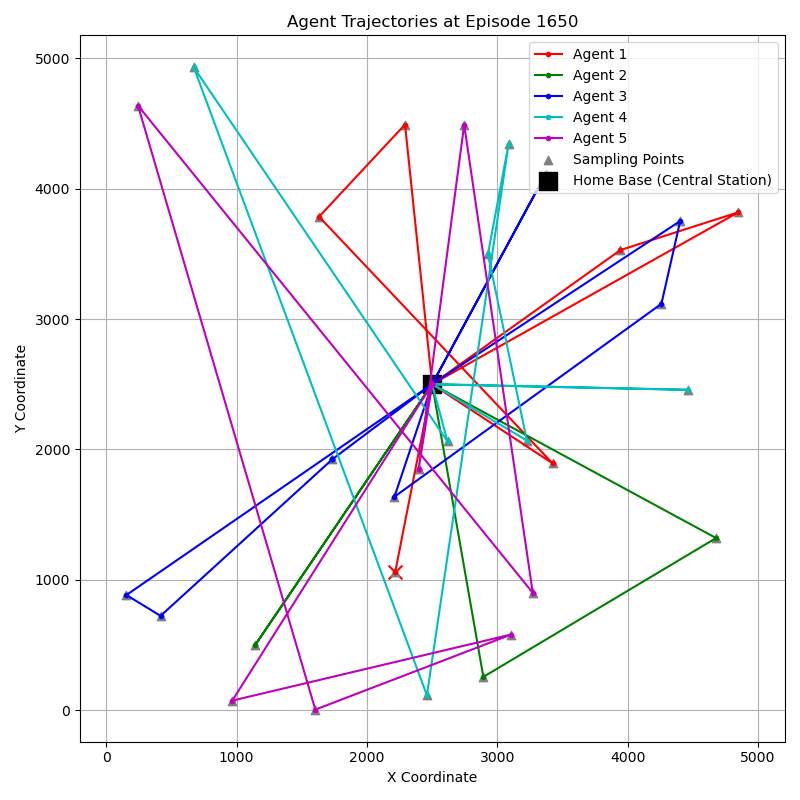 Agent Trajectories at Episode 1650
Agent 1
Agent 2
Agent 3
Agent 4
Agent 5
Sampling Points
Home Base (Central Station)
Y Coordinate
5000
4000
3000
2000
1000
0
0 1000 2000 3000 4000 5000
X Coordinate